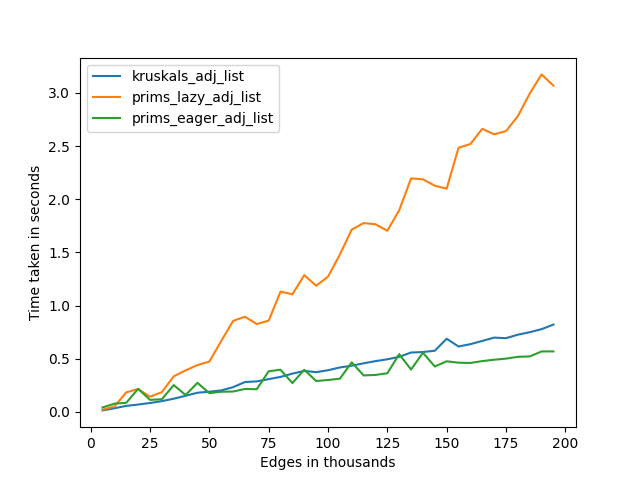 kruskals_adj_list
prims_lazy_adj_list
prims_eager_adj_list
Time taken in seconds
3.0
2.5
2.0
1.5
1.0
0.5
0.0
0 25 50 75 100 125 150 175 200
Edges in thousands